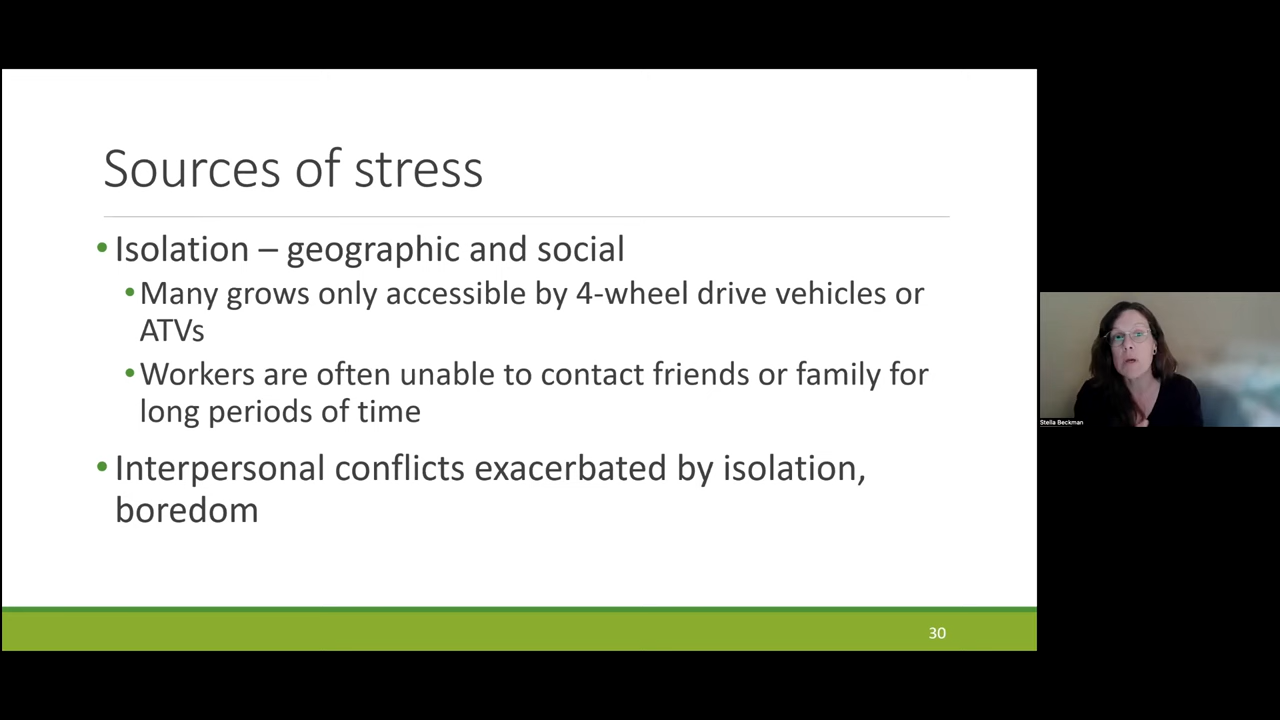 Sources of stress
• Isolation – geographic and social
• Many grows only accessible by 4-wheel drive vehicles or
ATVs
• Workers are often unable to contact friends or family for
long periods of time
• Interpersonal conflicts exacerbated by isolation,
boredom
30
Stella Beckman